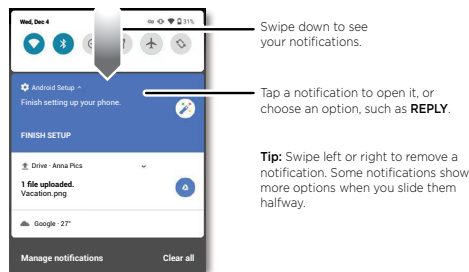 Wed, Dec 4
31%
Swipe down to see
your notifications.
Android Setup
Finish setting up your phone.
FINISH SETUP
Tap a notification to open it, or
choose an option, such as REPLY.
Drive · Anna Pics
1 file uploaded.
Vacation.png
Tip: Swipe left or right to remove a
notification. Some notifications show
more options when you slide them
halfway.
Google · 27°
Manage notifications
Clear all